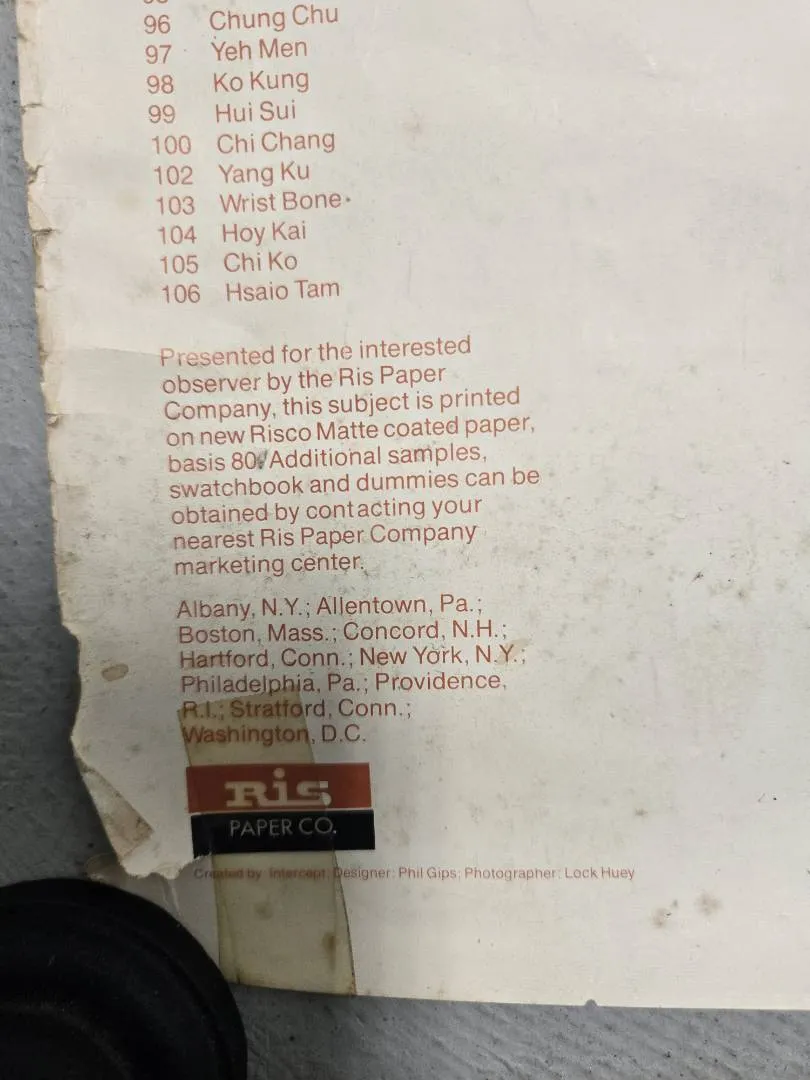 96 Chung Chu
97 Yeh Men
98 Ko Kung
99 Hui Sui
100 Chi Chang
102 Yang Ku
103 Wrist Bone
104 Hoy Kai
105 Chi Ko
106 Hsaio Tam
Presented for the interested
observer by the Ris Paper
Company, this subject is printed
on new Risco Matte coated paper,
basis 80. Additional samples,
swatchbook and dummies can be
obtained by contacting your
nearest Ris Paper Company
marketing center.
Albany, N.Y.; Allentown, Pa.;
Boston, Mass.; Concord, N.H.;
Hartford, Conn.; New York, N.Y.;
Philadelphia, Pa.; Providence,
R.I.; Stratford, Conn.;
Washington, D.C.
Ris
PAPER CO.
Created by Intercept; Designer: Phil Gips; Photographer: Lock Huey